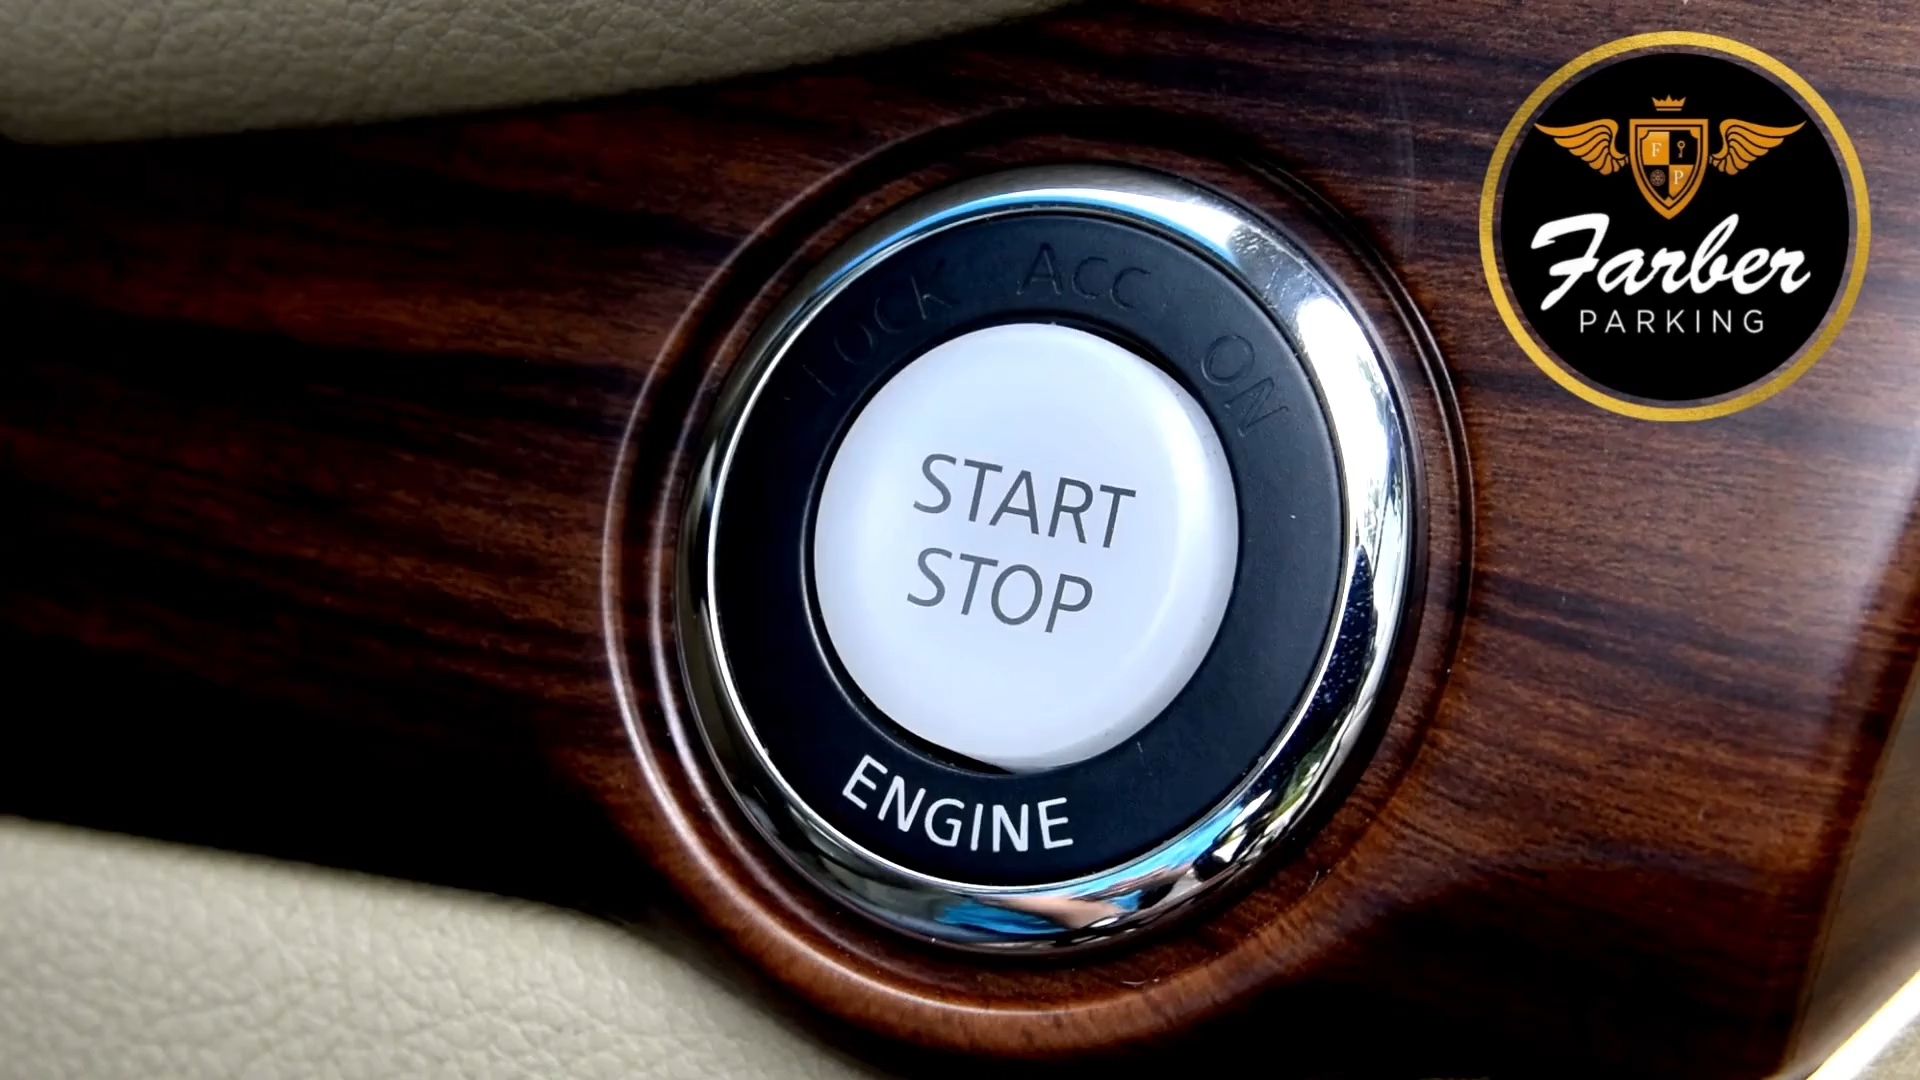 LOCK ACC ON
START
STOP
ENGINE
F
P
Farber
PARKING